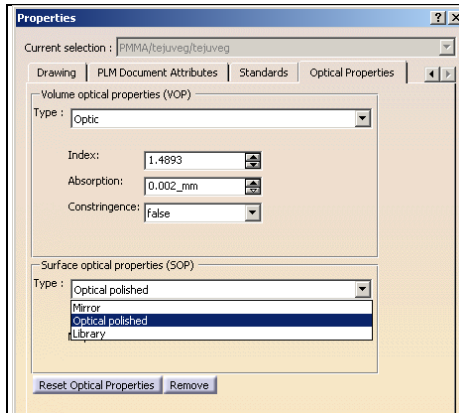 Properties
Current selection : PMMA/tejuveg/tejuveg
Drawing PLM Document Attributes Standards Optical Properties
Volume optical properties (VOP)
Type : Optic
Index: 1.4893
Absorption: 0.002_mm
Constringence: false
Surface optical properties (SOP)
Type : Optical polished
Mirror
Optical polished
Library
Reset Optical Properties Remove